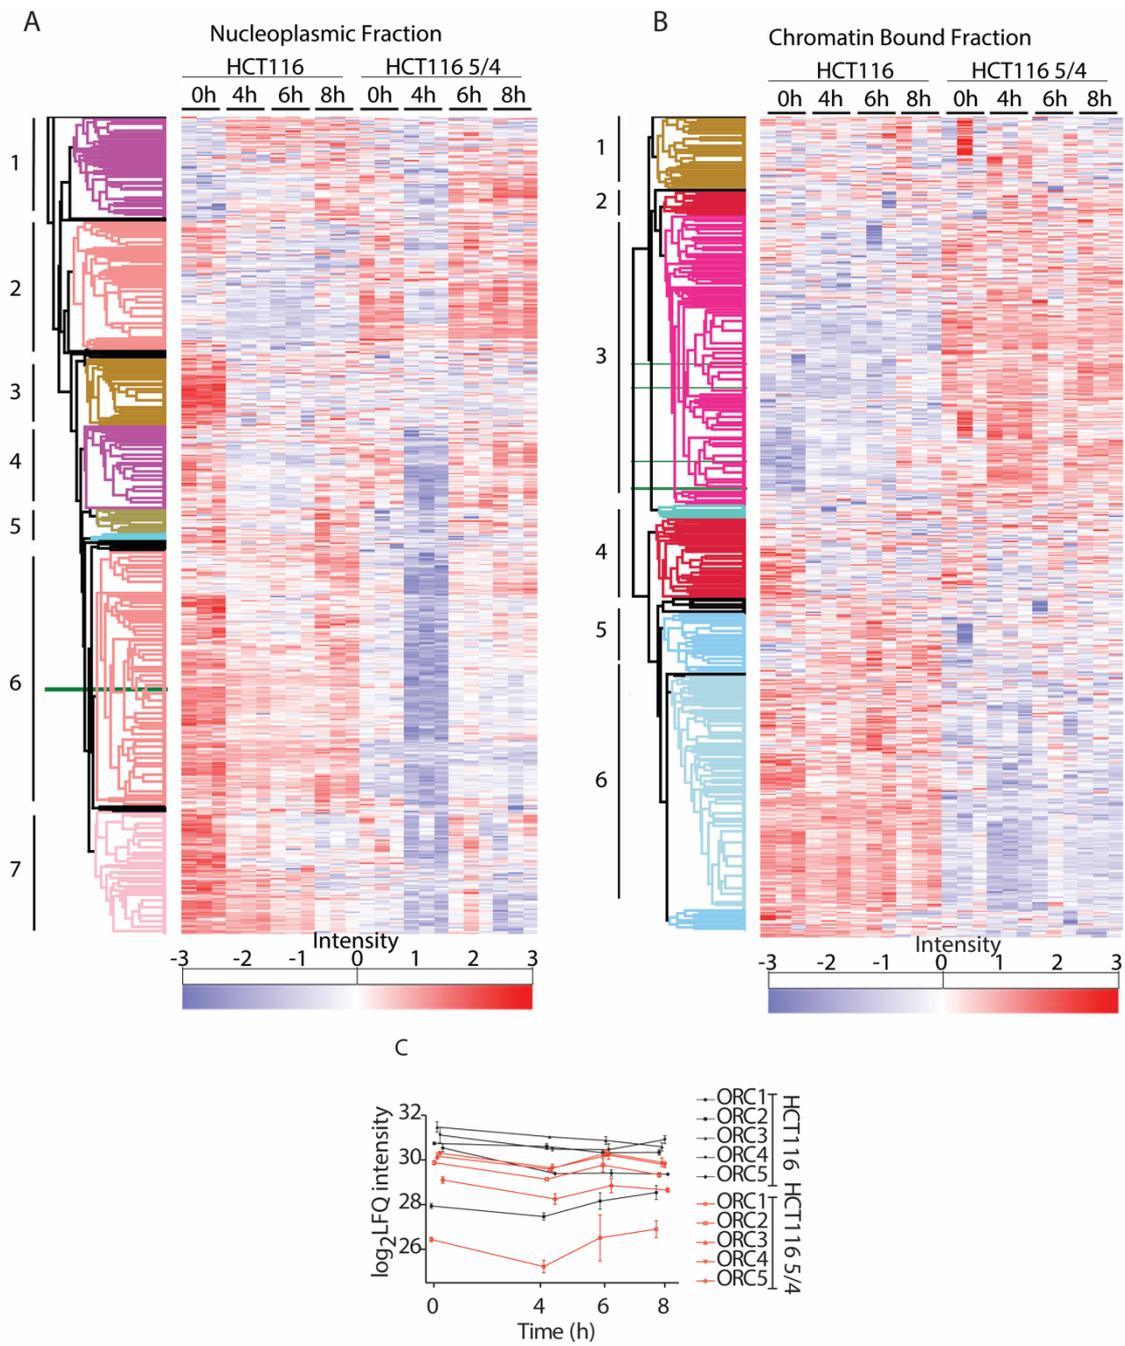 A
Nucleoplasmic Fraction
HCT116 HCT116 5/4
0h 4h 6h 8h 0h 4h 6h 8h
1
2
3
4
5
6
7
Intensity
-3 -2 -1 0 1 2 3
B
Chromatin Bound Fraction
HCT116 HCT116 5/4
0h 4h 6h 8h 0h 4h 6h 8h
1
2
3
4
5
6
Intensity
-3 -2 -1 0 1 2 3
C
log2LFQ intensity
32
30
28
26
0 4 6 8
Time (h)
ORC1
ORC2
ORC3
ORC4
ORC5
HCT116
ORC1
ORC2
ORC3
ORC4
ORC5
HCT116 5/4